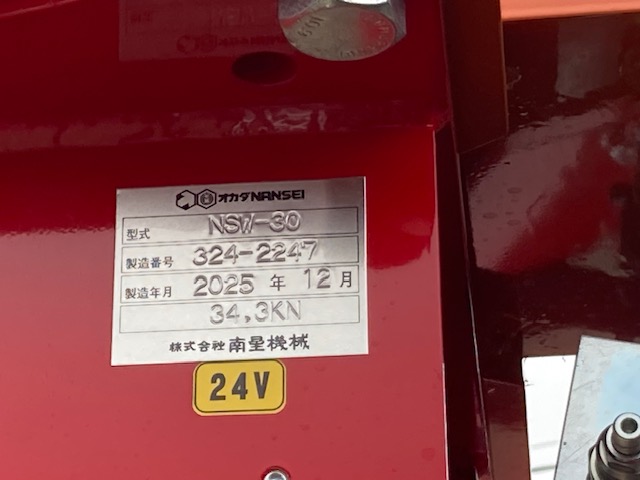 オカダNANSEI
型式 NSW-30
製造番号 324-2247
製造年月 2025 年 12 月
34,3KN
株式会社 南星機械
24V